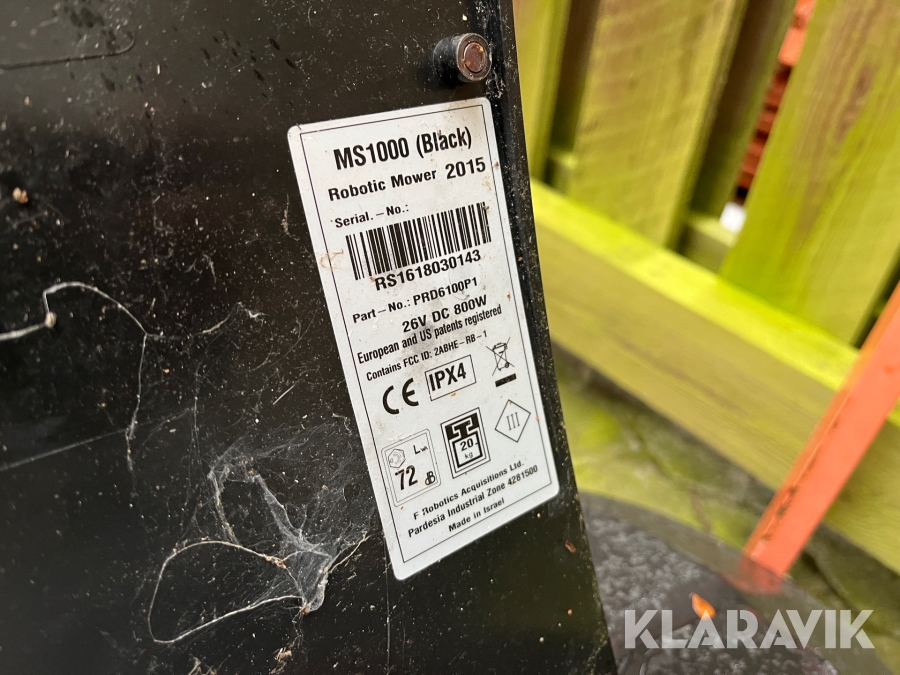 MS1000 (Black)
Robotic Mower 2015
Serial.-No.:
RS1618030143
Part-No.: PRD6100P1
26V DC 800W
European and US patents registered
Contains FCC ID: 2ABHE-RB-1
CE IPX4
LWA
72 dB
20
kg
III
F Robotics Acquisitions Ltd.
Pardesia Industrial Zone 4281500
Made in Israel
KLARAVIK